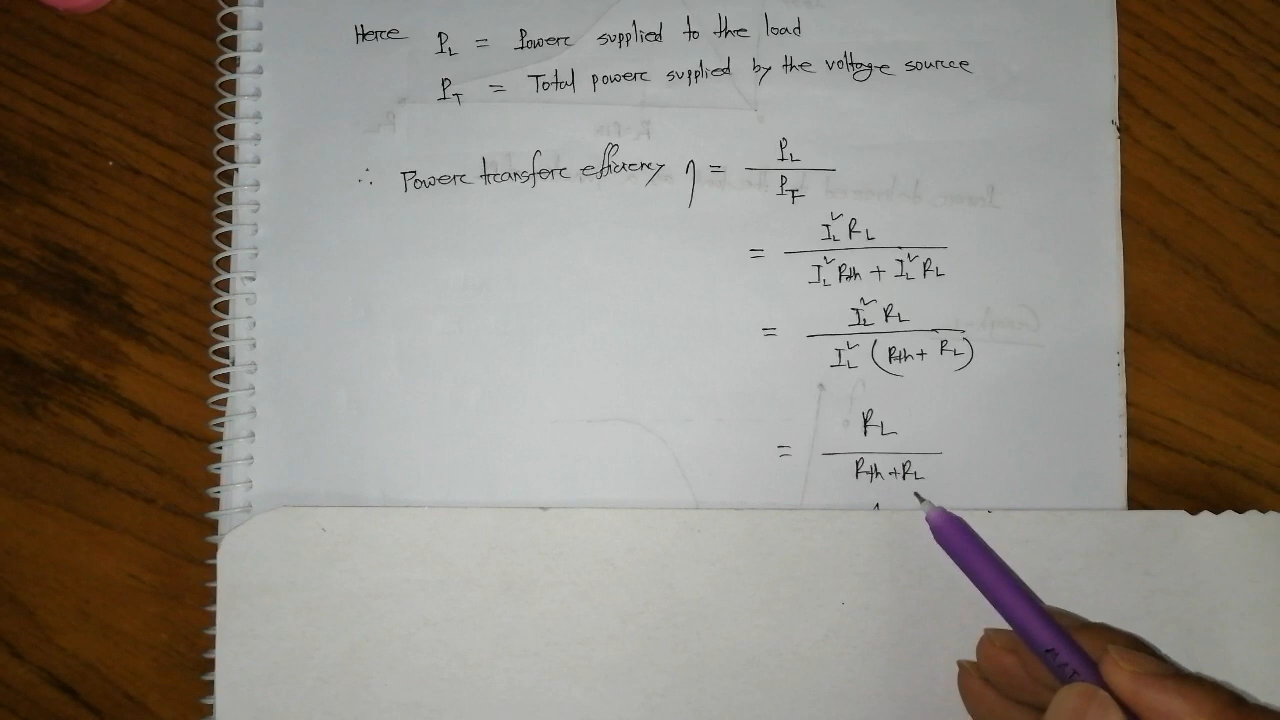 Here P_L = Power supplied to the load
P_T = Total power supplied by the voltage source
∴ Power transfer efficiency η = P_L / P_T
= I_L² R_L / I_L² Rth + I_L² R_L
= I_L² R_L / I_L² (Rth + R_L)
= R_L / Rth + R_L
MAT